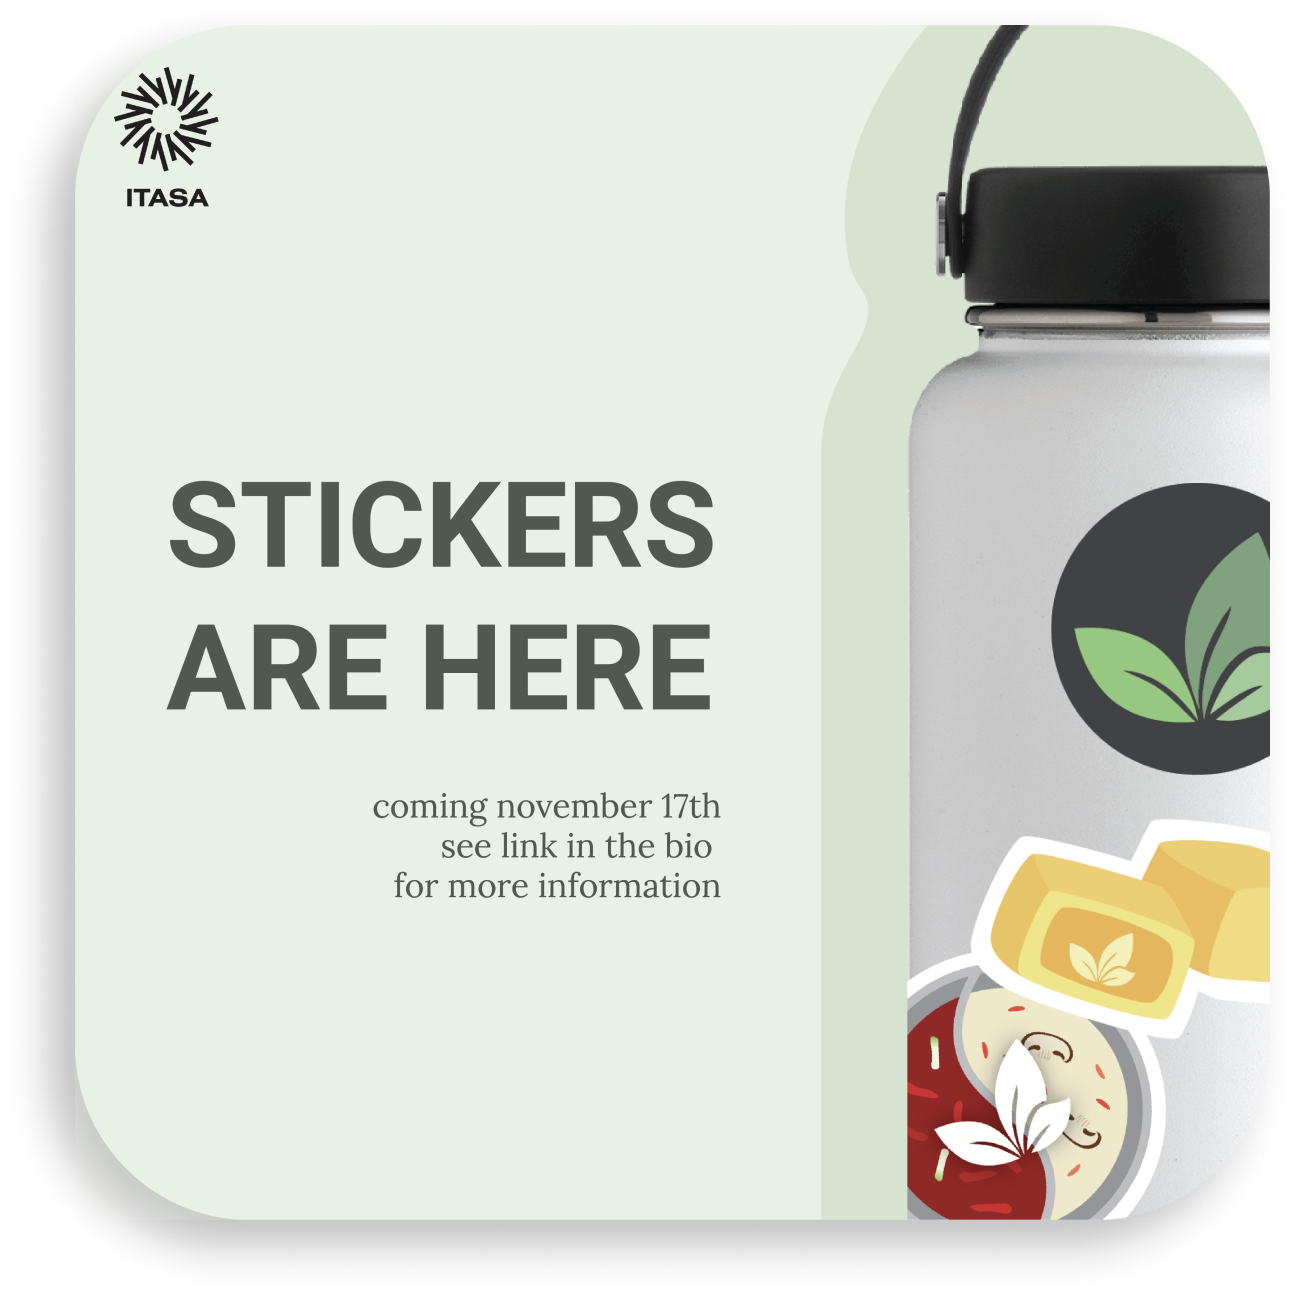 ITASA
STICKERS
ARE HERE
coming november 17th
see link in the bio
for more information